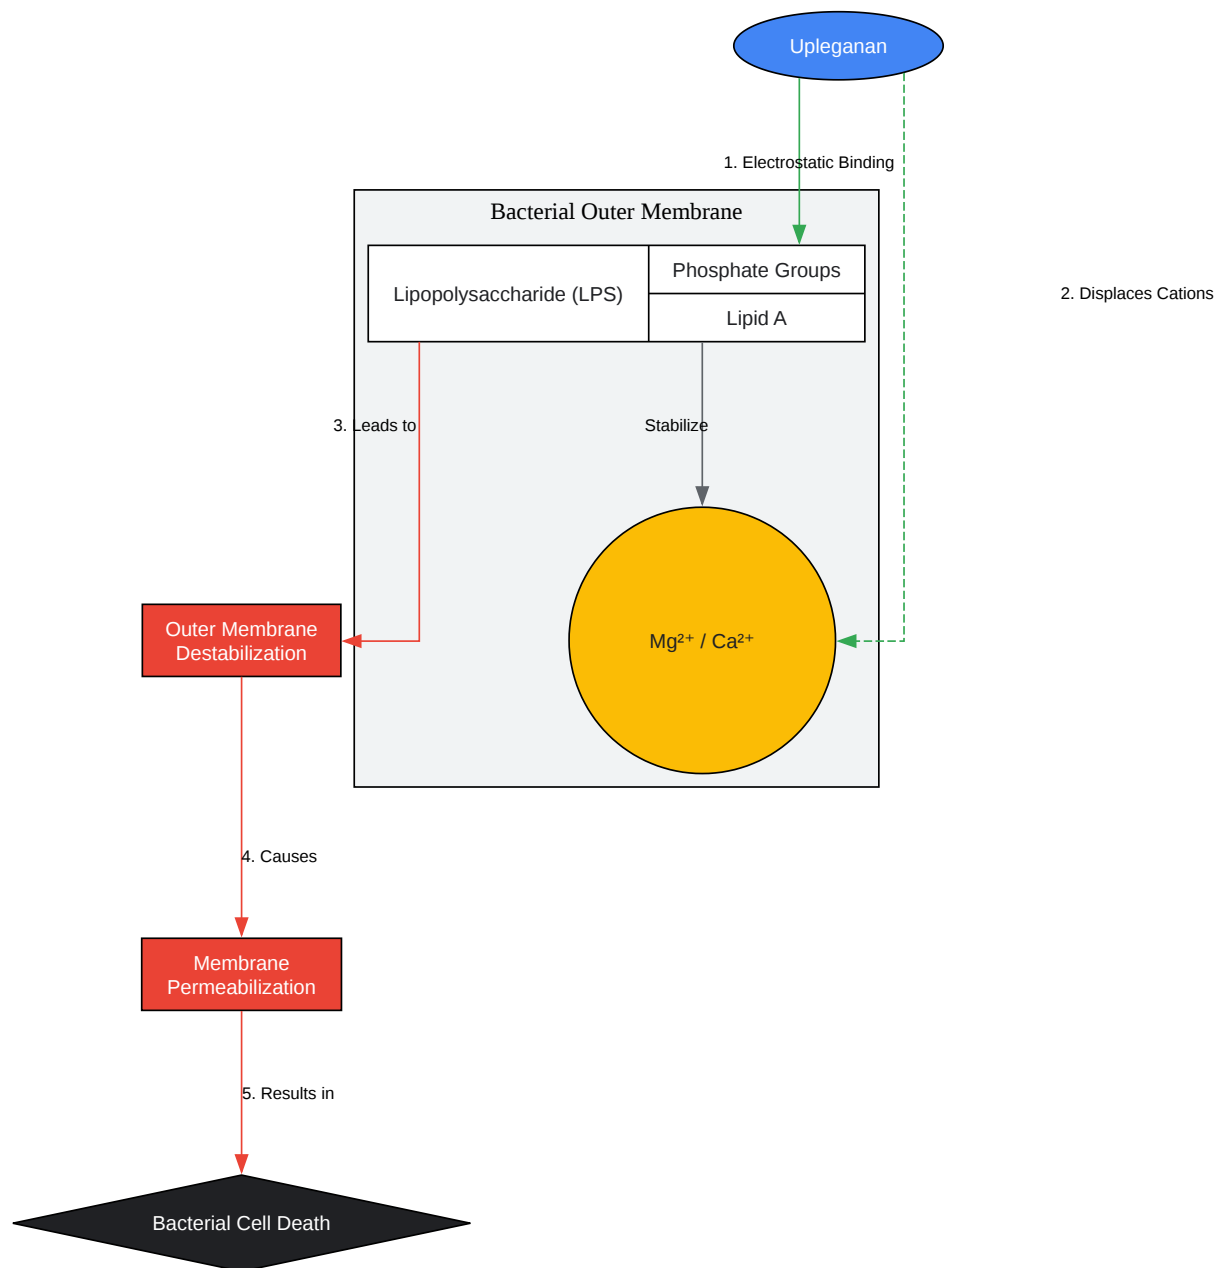 Upleganan
1. Electrostatic Binding
Bacterial Outer Membrane
Lipopolysaccharide (LPS)
Phosphate Groups
Lipid A
2. Displaces Cations
3. Leads to
Stabilize
Mg²⁺ / Ca²⁺
Outer Membrane
Destabilization
4. Causes
Membrane
Permeabilization
5. Results in
Bacterial Cell Death